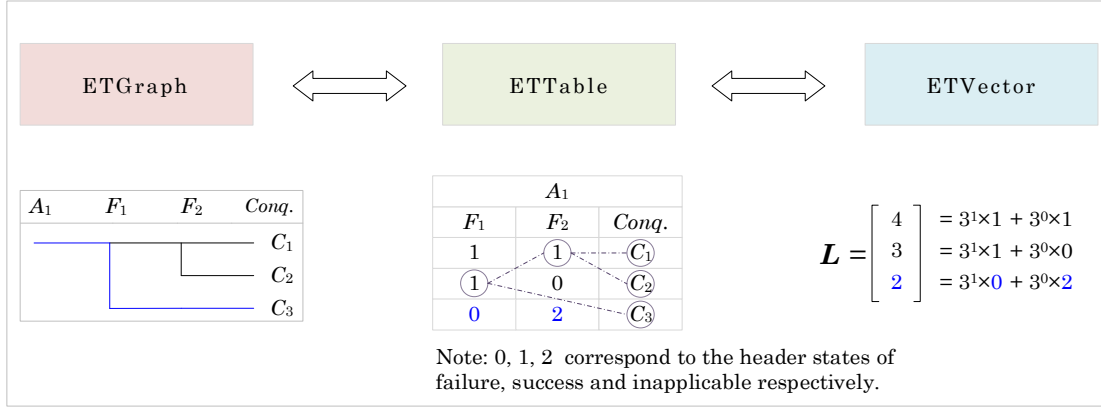 ETGraph
ETTable
ETVector
A₁ F₁ F₂ Conq.
C₁
C₂
C₃
A₁
F₁ F₂ Conq.
1 1 C₁
1 0 C₂
0 2 C₃
L = 4 = 3¹×1 + 3⁰×1
3 = 3¹×1 + 3⁰×0
2 = 3¹×0 + 3⁰×2
Note: 0, 1, 2 correspond to the header states of
failure, success and inapplicable respectively.